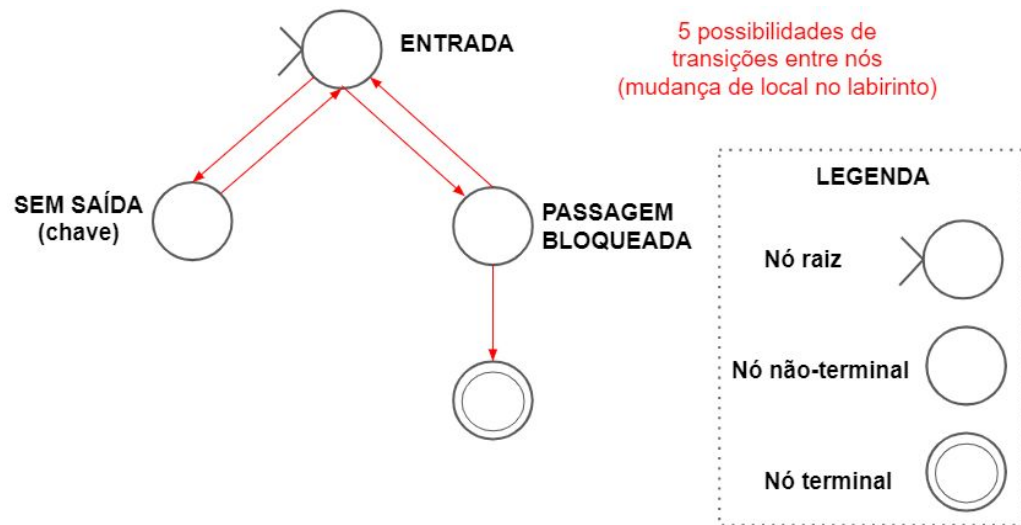 ENTRADA
5 possibilidades de
transições entre nós
(mudança de local no labirinto)
SEM SAÍDA
(chave)
PASSAGEM
BLOQUEADA
LEGENDA
Nó raiz
Nó não-terminal
Nó terminal